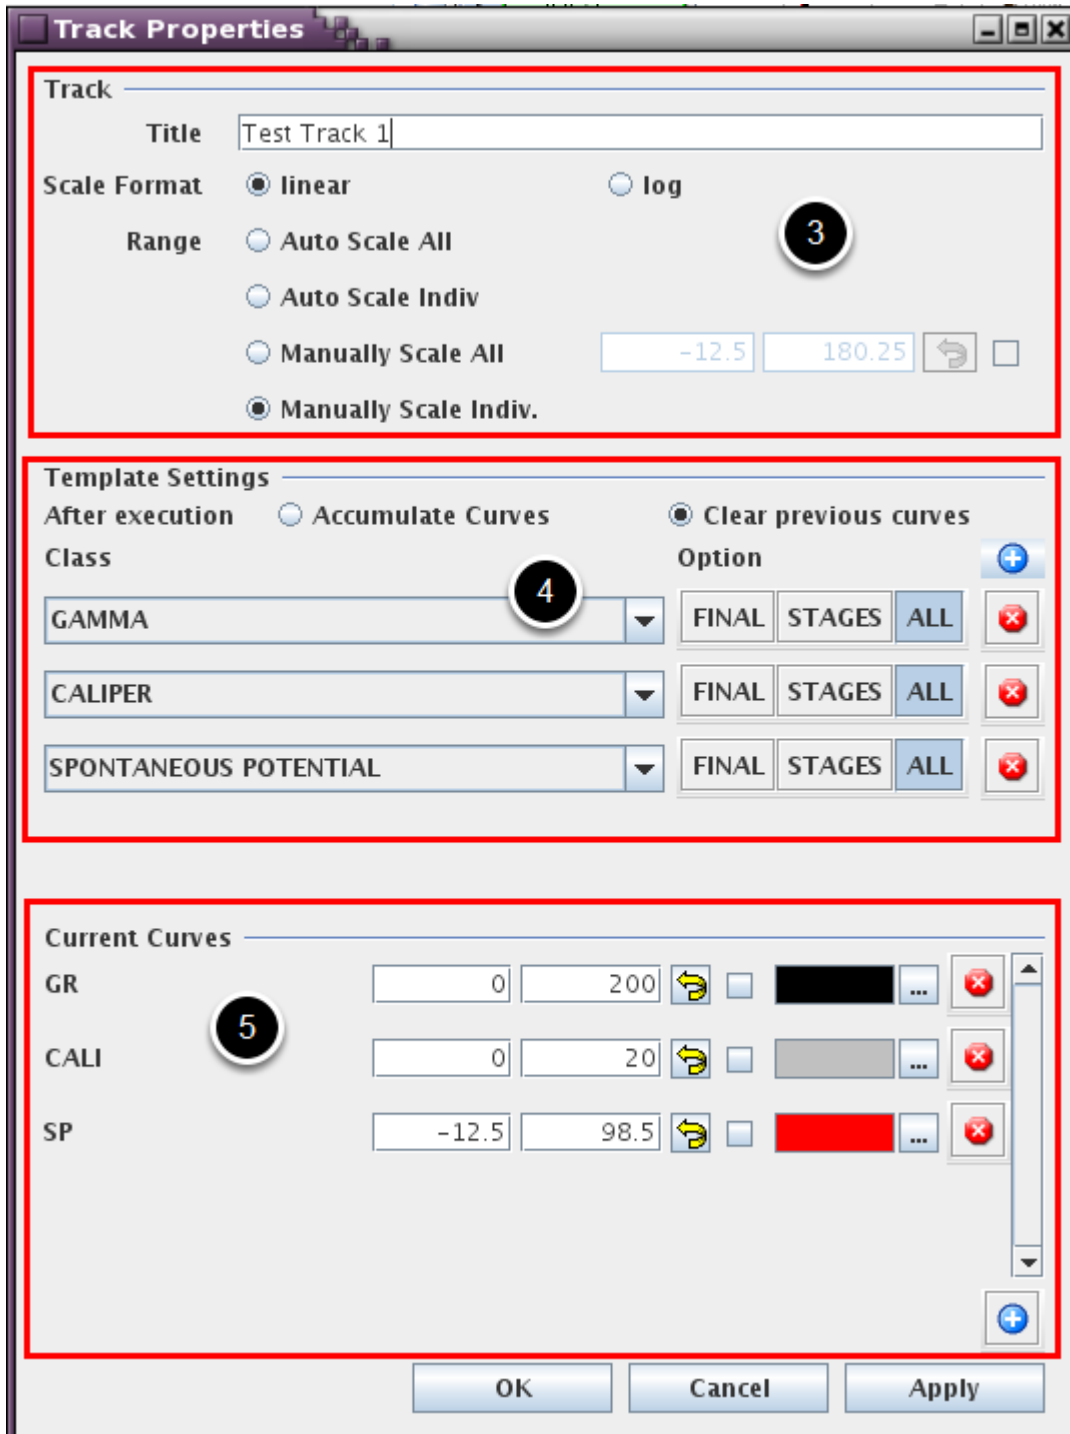 Track Properties
Track
Title Test Track 1
Scale Format linear log
3
Range Auto Scale All
Auto Scale Indiv
Manually Scale All -12.5 180.25
Manually Scale Indiv.
Template Settings
After execution Accumulate Curves Clear previous curves
Class Option
4
GAMMA FINAL STAGES ALL
CALIPER FINAL STAGES ALL
SPONTANEOUS POTENTIAL FINAL STAGES ALL
Current Curves
GR 0 200 ...
5
CALI 0 20 ...
SP -12.5 98.5 ...
OK Cancel Apply